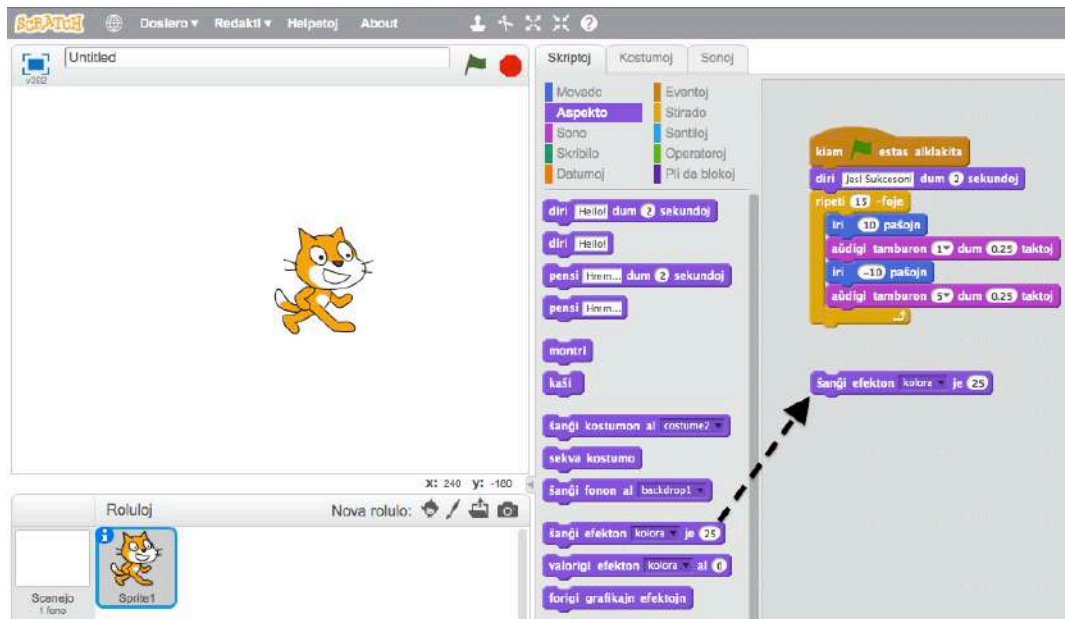 SCRATCH Dosiero Redakti Helpetoj About
Untitled
v302
Skriptoj Kostumoj Sonoj
Movado Eventoj
Aspekto Stirado
Sono Sentiloj
Skribilo Operatoroj
Datumoj Pli da blokoj
diri Hello! dum 2 sekundoj
diri Hello!
pensi Hmm... dum 2 sekundoj
pensi Hmm...
montri
kaŝi
ŝanĝi kostumon al costume2
sekva kostumo
ŝanĝi fonon al backdrop1
ŝanĝi efekton kolora je 25
valorigi efekton kolora al 0
forigi grafikajn efektojn
kiam estas alklakita
diri Jes! Sukceson! dum 2 sekundoj
ripeti 15 -foje
iri 10 paŝojn
aŭdigi tamburon 1 dum 0.25 taktoj
iri -10 paŝojn
aŭdigi tamburon 5 dum 0.25 taktoj
ŝanĝi efekton kolora je 25
x: 240 y: -180
Roluloj Nova rolulo:
Scenejo
1 fono
Sprite1